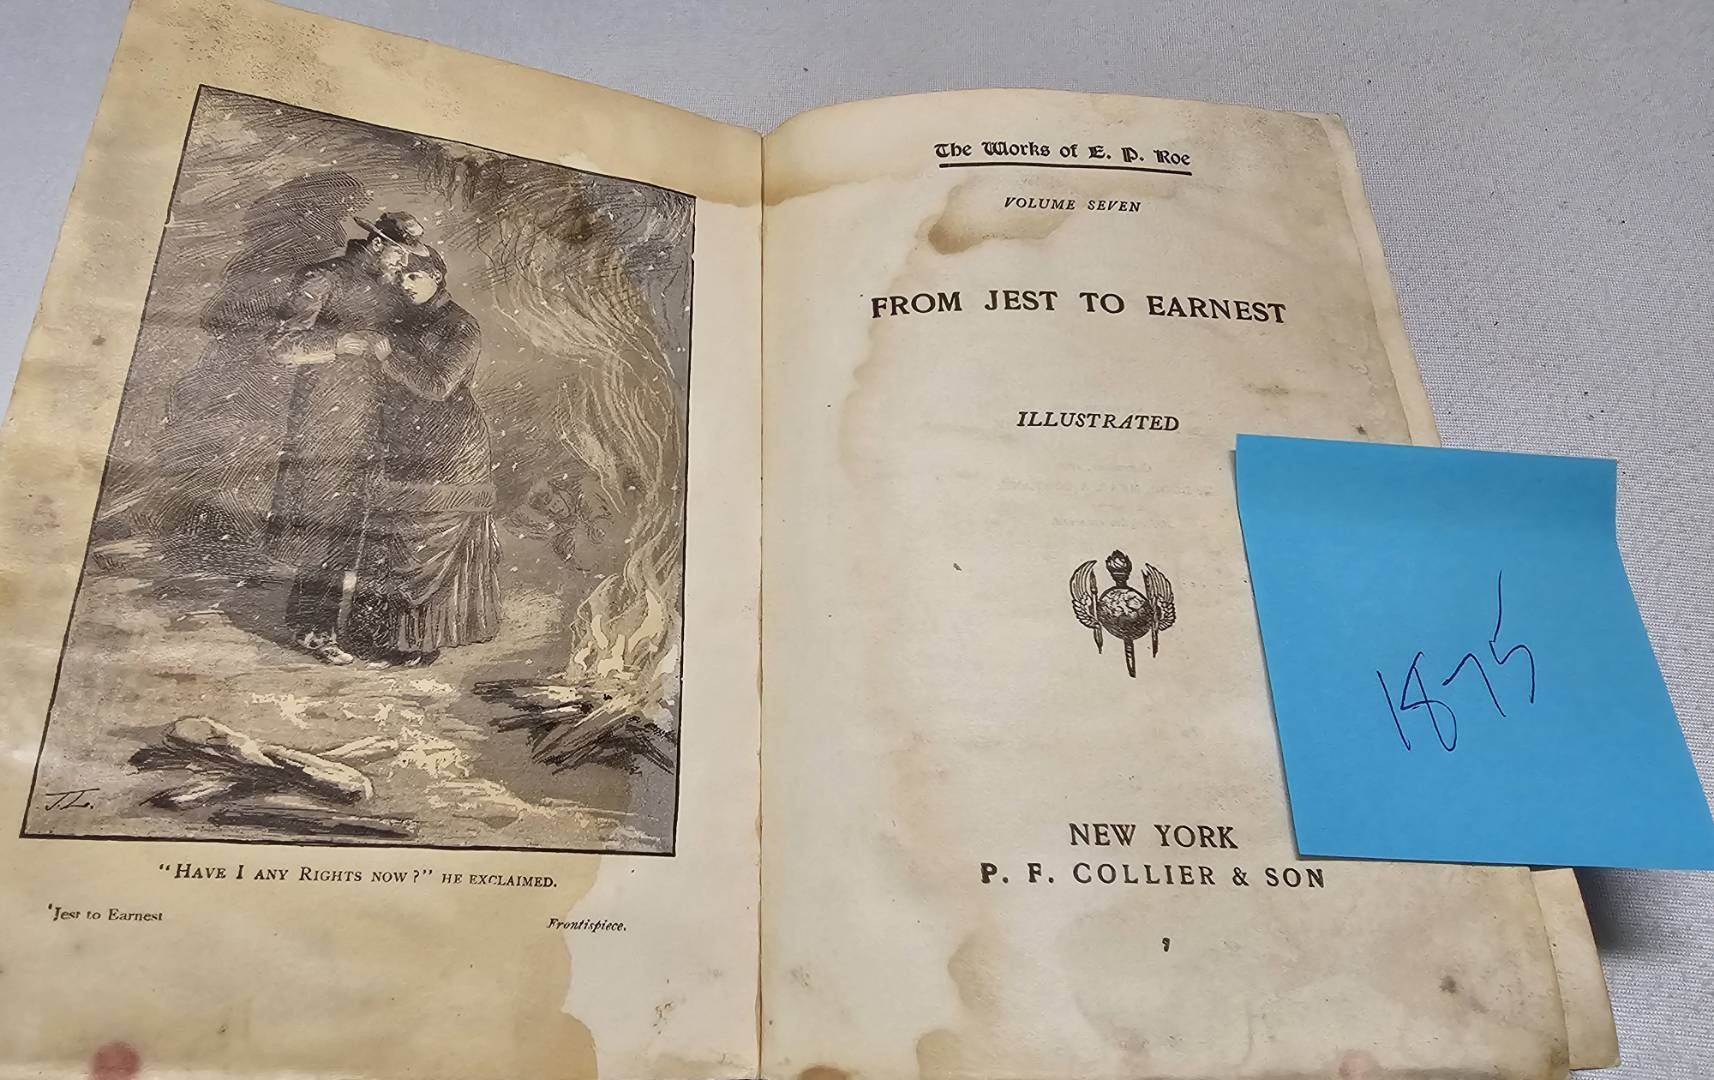 J.L.
"HAVE I ANY RIGHTS NOW?" HE EXCLAIMED.
'Jest to Earnest
Frontispiece.
The Works of E. P. Roe
VOLUME SEVEN
FROM JEST TO EARNEST
ILLUSTRATED
NEW YORK
P. F. COLLIER & SON
1875